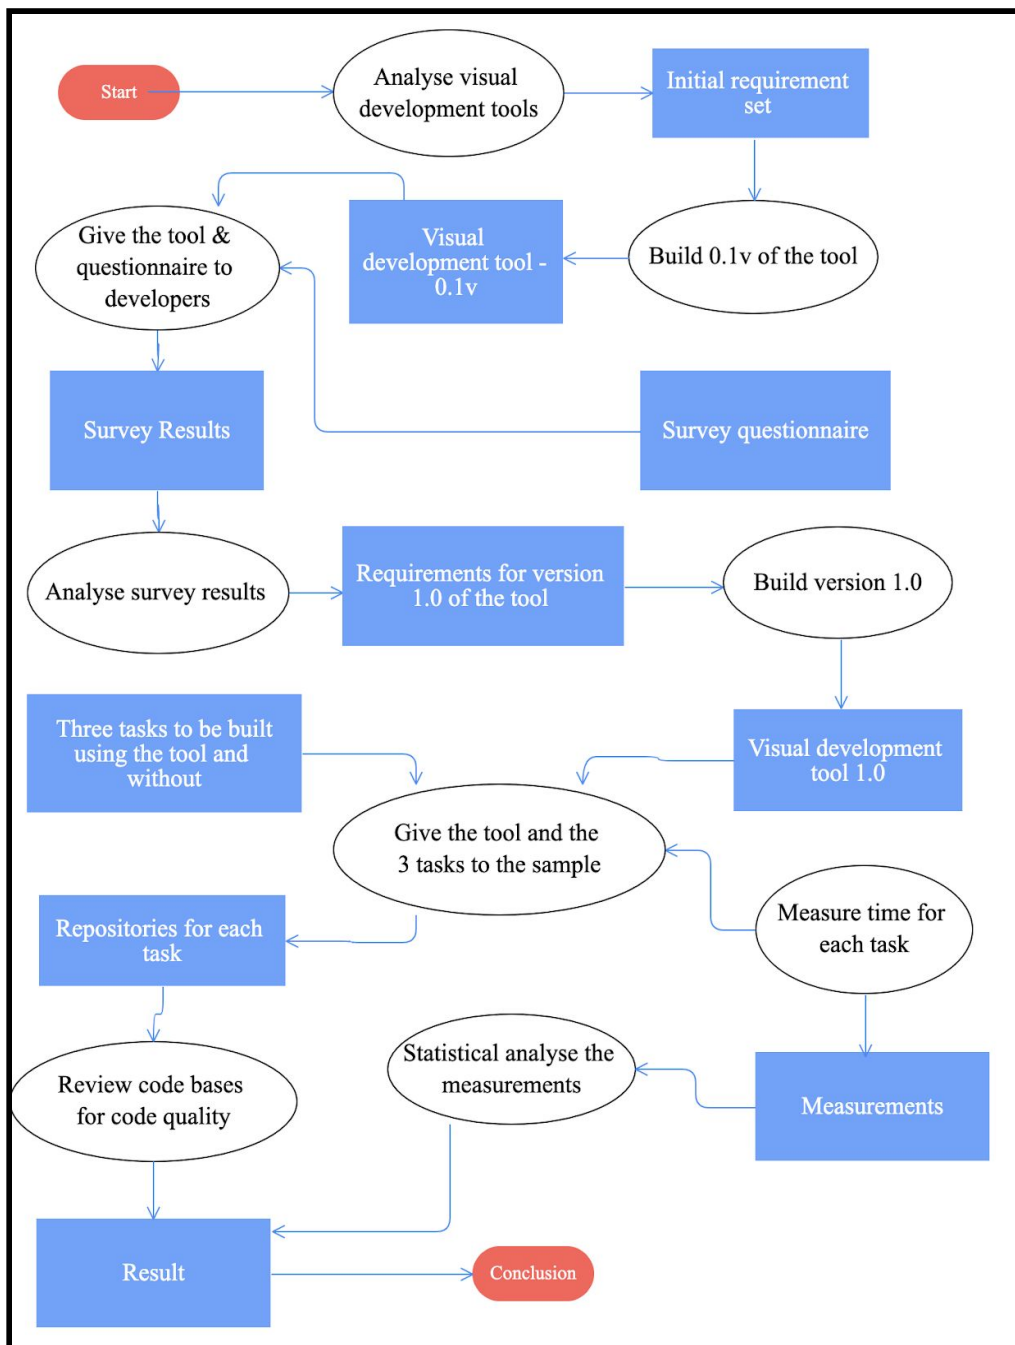 Start
Analyse visual
development tools
Initial requirement
set
Give the tool &
questionnaire to
developers
Visual
development tool -
0.1v
Build 0.1v of the tool
Survey Results
Survey questionnaire
Analyse survey results
Requirements for version
1.0 of the tool
Build version 1.0
Three tasks to be built
using the tool and
without
Visual development
tool 1.0
Give the tool and the
3 tasks to the sample
Repositories for each
task
Measure time for
each task
Statistical analyse the
measurements
Review code bases
for code quality
Measurements
Result
Conclusion